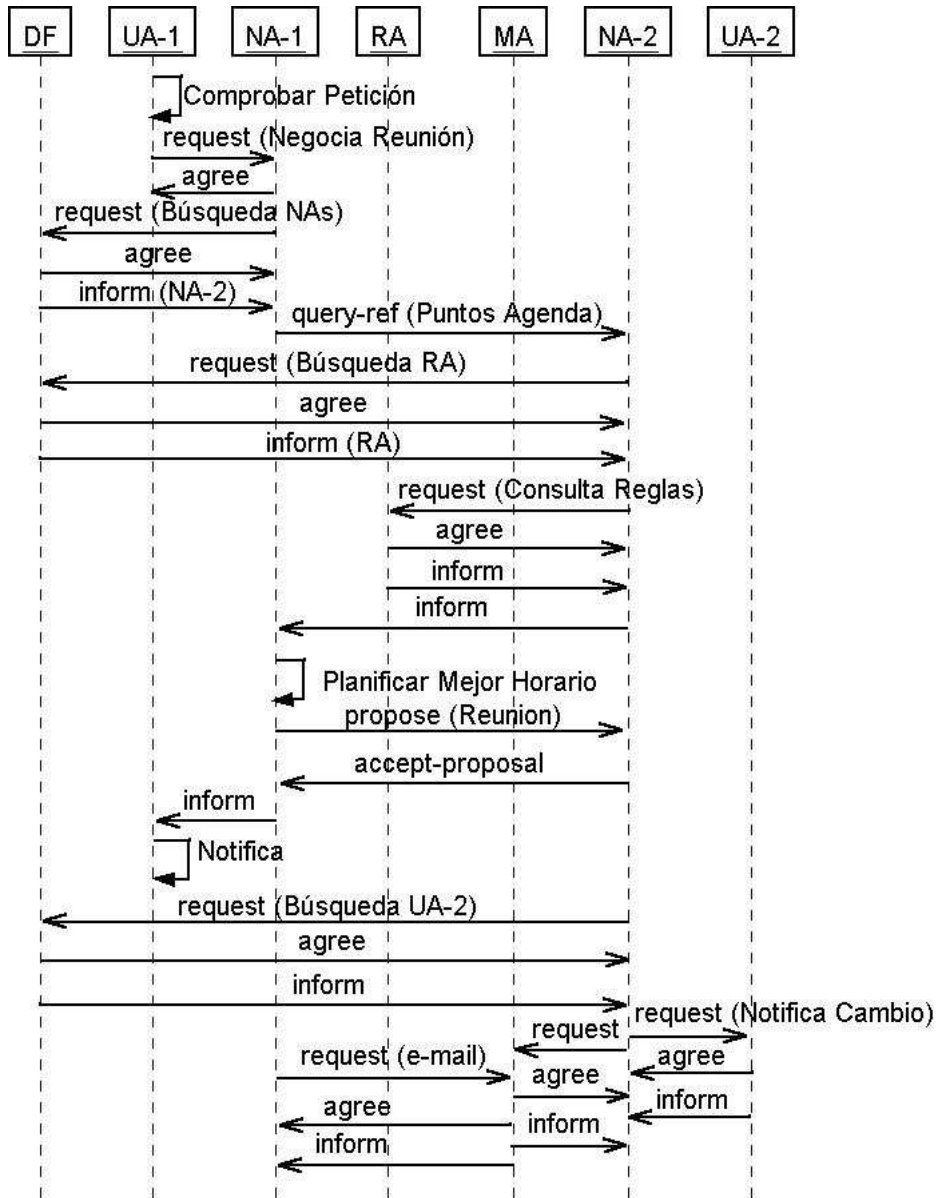 DF UA-1 NA-1 RA MA NA-2 UA-2
Comprobar Petición
request (Negocia Reunión)
agree
request (Búsqueda NAs)
agree
inform (NA-2)
query-ref (Puntos Agenda)
request (Búsqueda RA)
agree
inform (RA)
request (Consulta Reglas)
agree
inform
inform
Planificar Mejor Horario
propose (Reunion)
accept-proposal
inform
Notifica
request (Búsqueda UA-2)
agree
inform
request (Notifica Cambio)
request
request (e-mail)
agree
agree
agree
inform
inform
inform